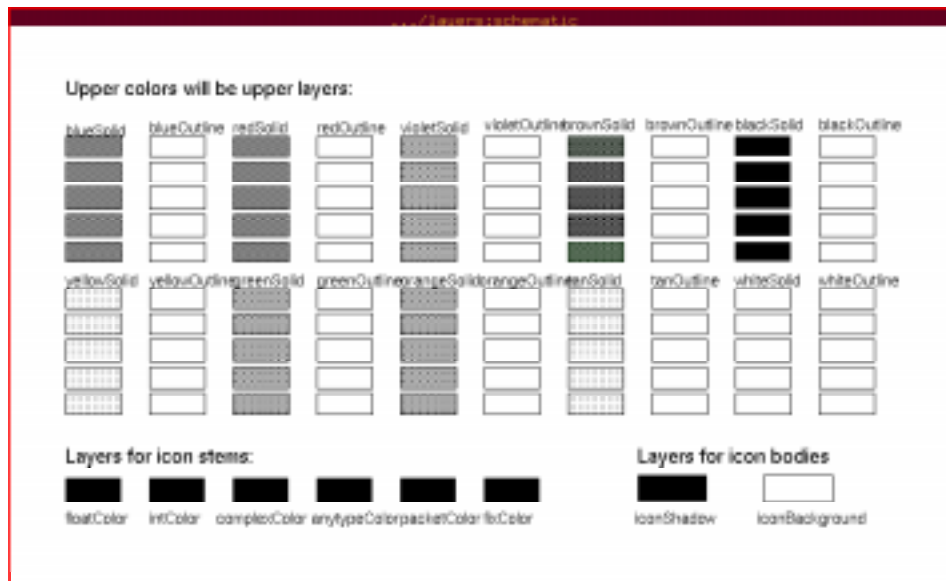 .../layers:schematic
Upper colors will be upper layers:
blueSolid blueOutline redSolid redOutline violetSolid violetOutline brownSolid brownOutline blackSolid blackOutline
yellowSolid yellowOutline greenSolid greenOutline orangeSolid orangeOutline tanSolid tanOutline whiteSolid whiteOutline
Layers for icon stems: Layers for icon bodies
floatColor intColor complexColor anytypeColor packetColor fixColor iconShadow iconBackground